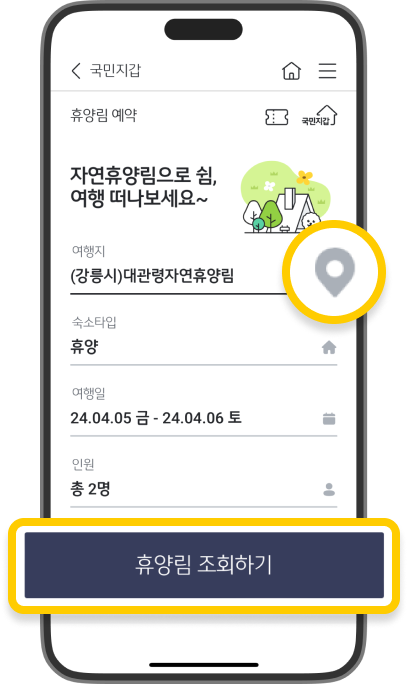 국민지갑
휴양림 예약
국민지갑
자연휴양림으로 쉼,
여행 떠나보세요~
여행지
(강릉시)대관령자연휴양림
숙소타입
휴양
여행일
24.04.05 금 - 24.04.06 토
인원
총 2명
휴양림 조회하기